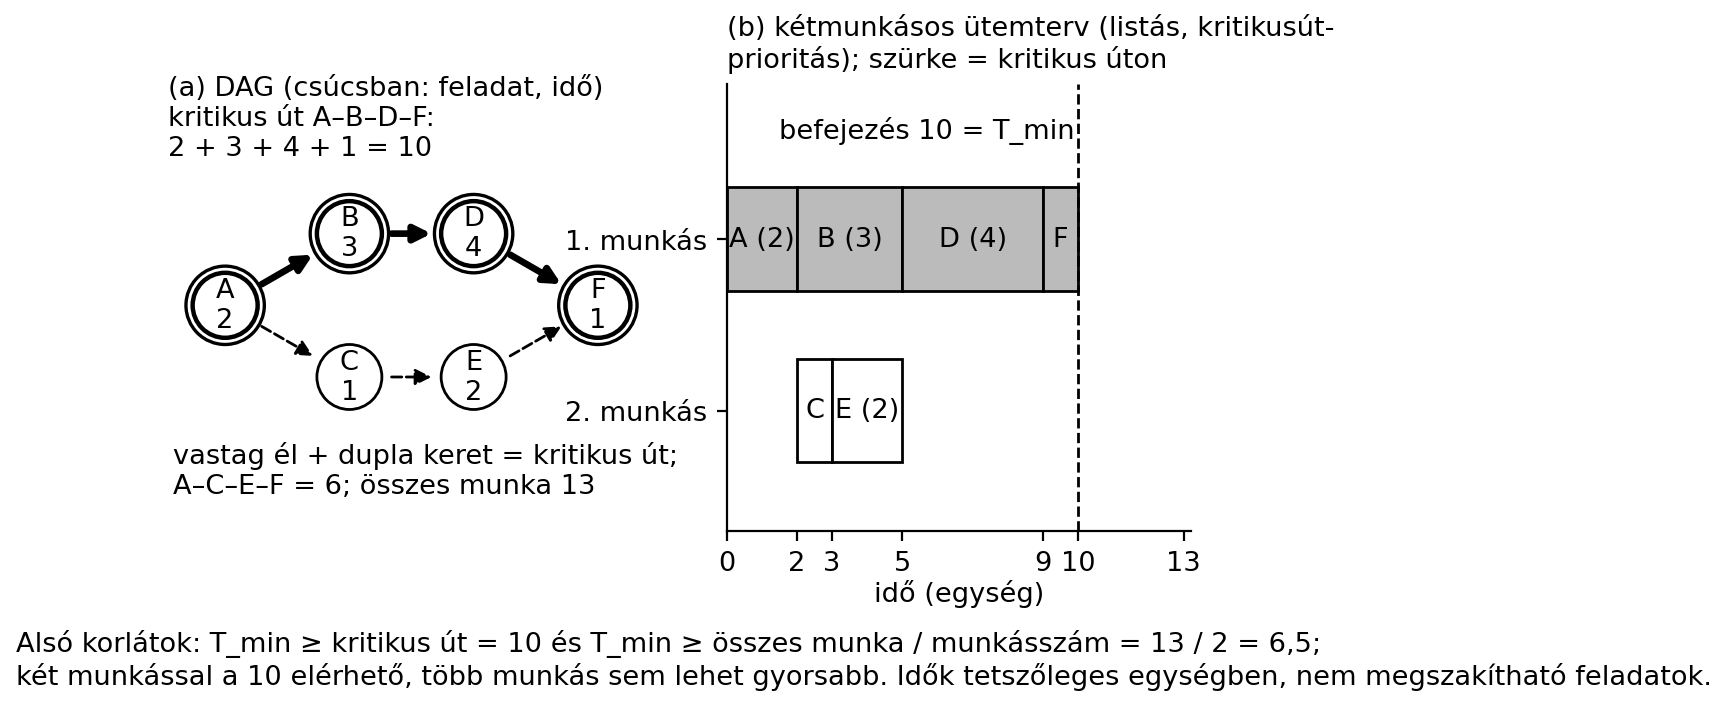 (a) DAG (csúcsban: feladat, idő)
kritikus út A–B–D–F:
2 + 3 + 4 + 1 = 10
B
3
D
4
A
2
F
1
C
1
E
2
vastag él + dupla keret = kritikus út;
A–C–E–F = 6; összes munka 13
(b) kétmunkásos ütemterv (listás, kritikusút-
prioritás); szürke = kritikus úton
befejezés 10 = T_min
1. munkás
A (2)
B (3)
D (4)
F
2. munkás
C
E (2)
0 2 3 5 9 10 13
idő (egység)
Alsó korlátok: T_min ≥ kritikus út = 10 és T_min ≥ összes munka / munkásszám = 13 / 2 = 6,5;
két munkással a 10 elérhető, több munkás sem lehet gyorsabb. Idők tetszőleges egységben, nem megszakítható feladatok.